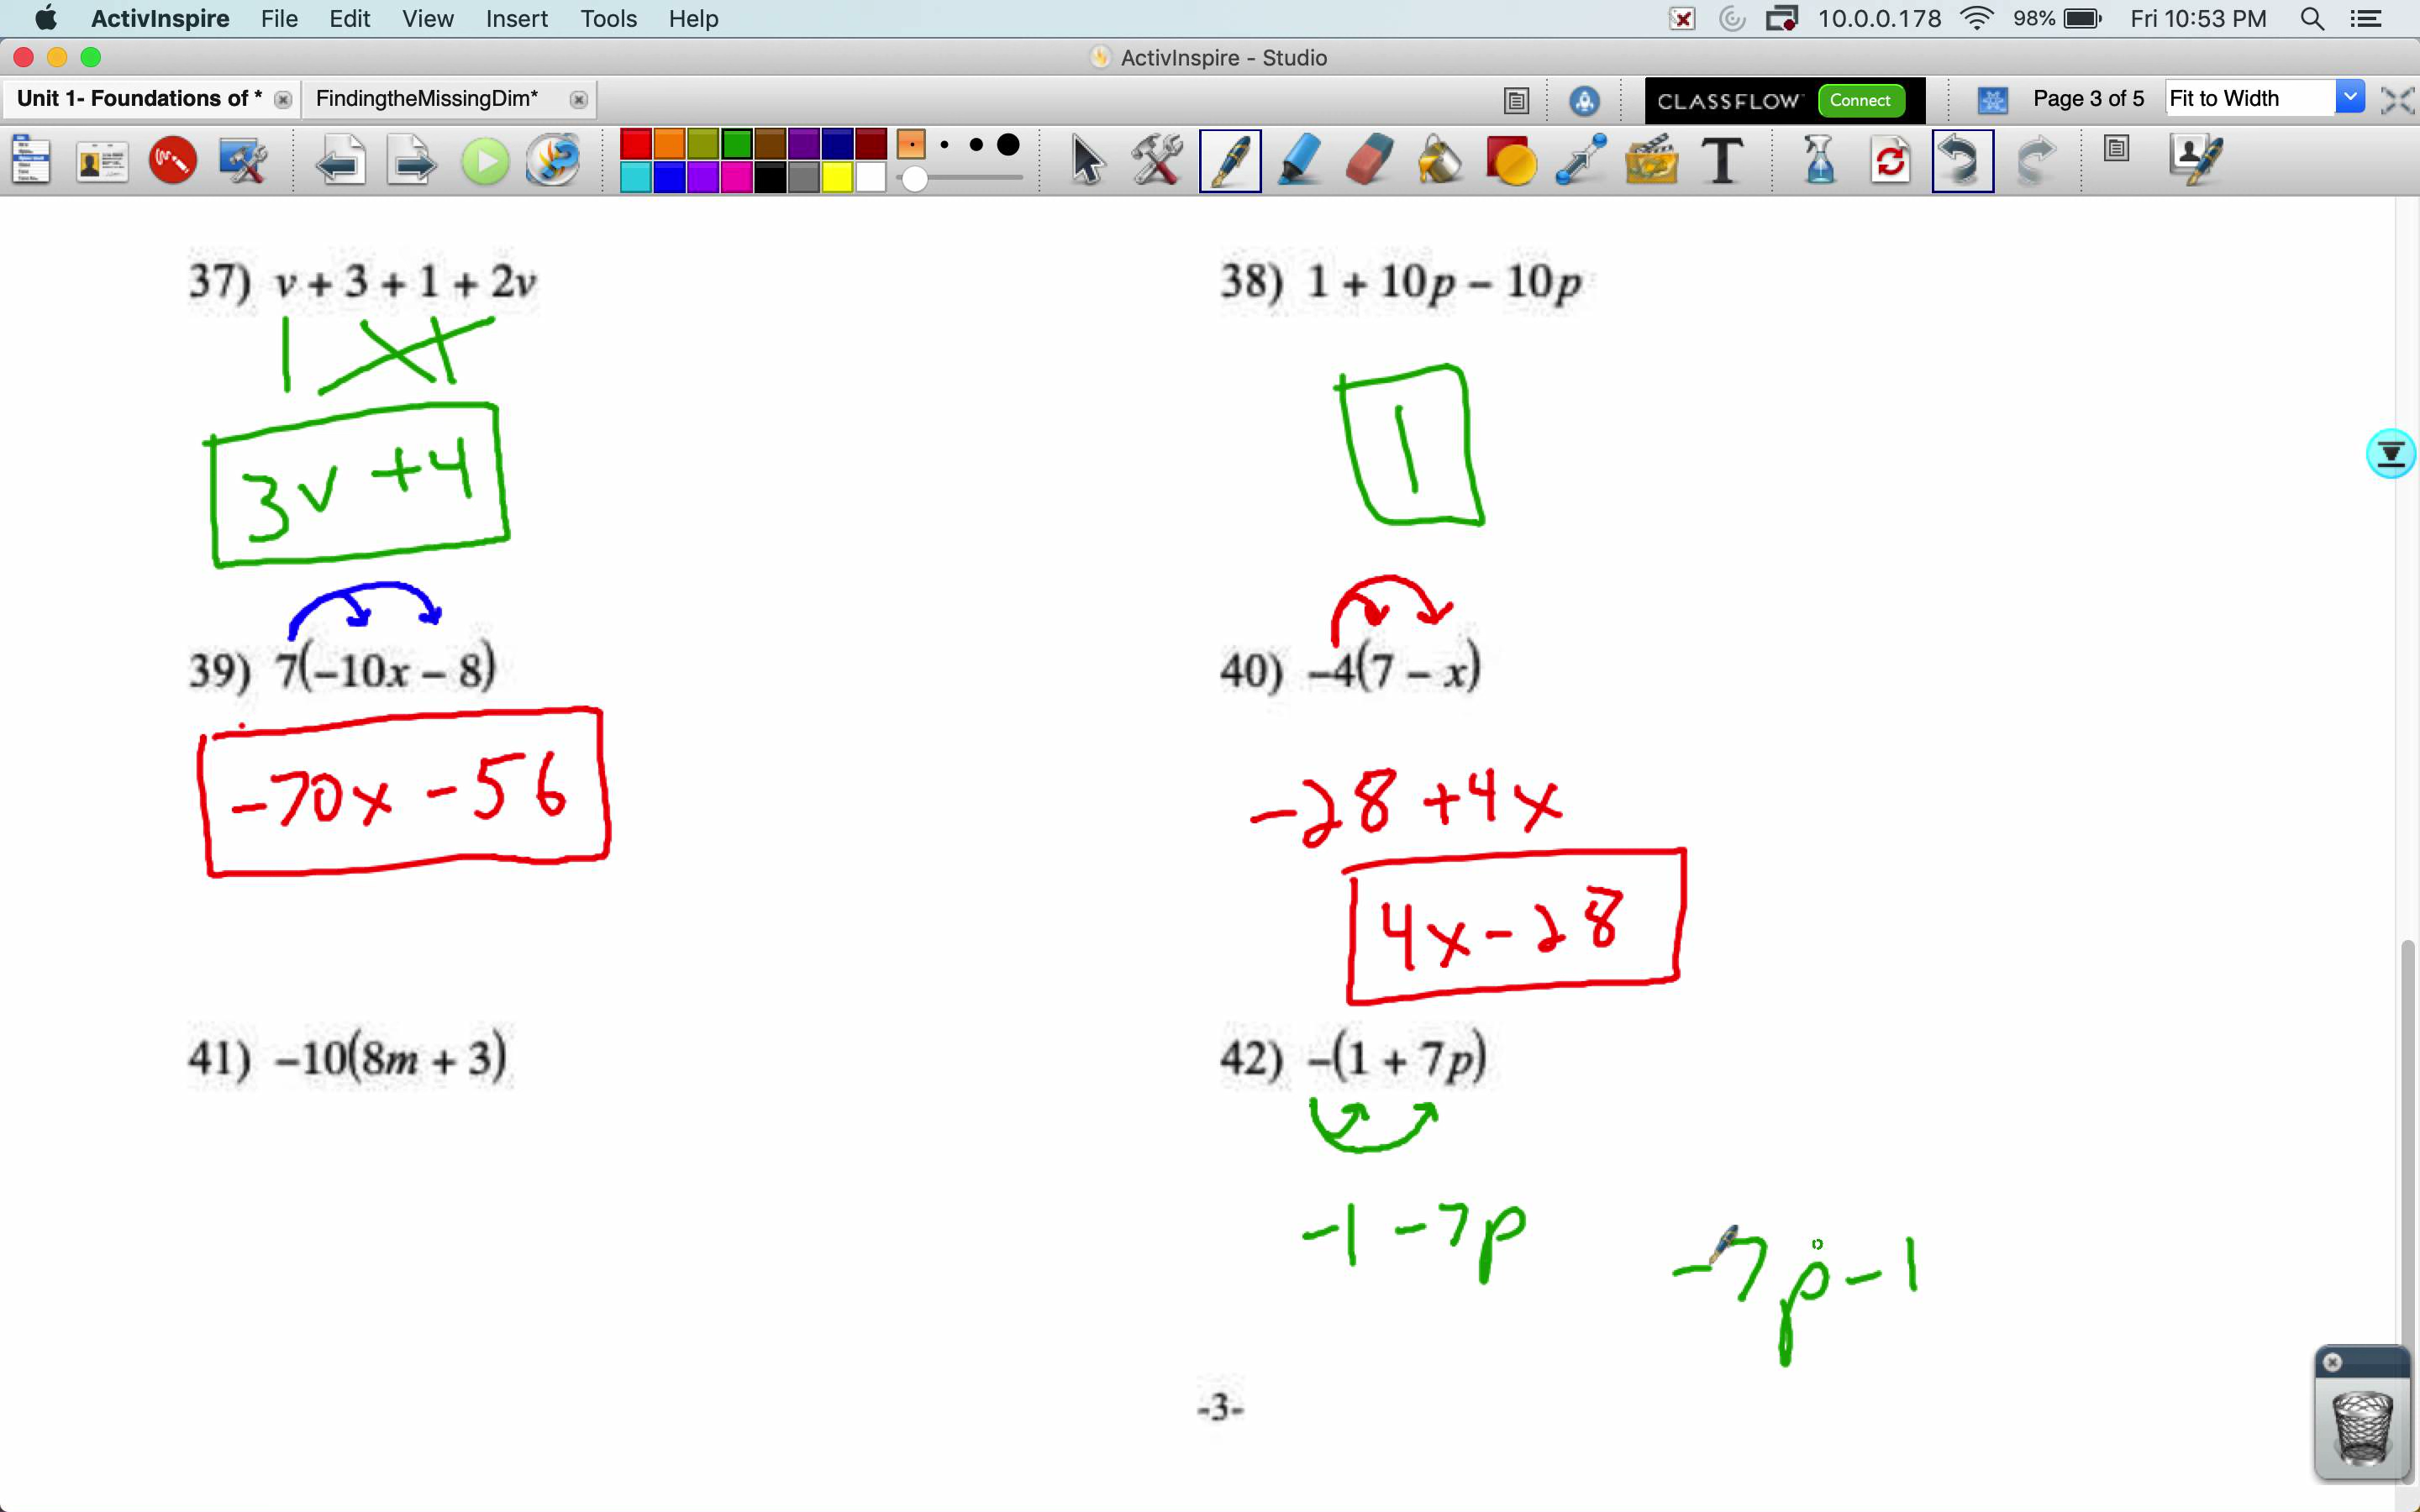 ActivInspire File Edit View Insert Tools Help 10.0.0.178 98% Fri 10:53 PM
ActivInspire - Studio
Unit 1- Foundations of * FindingtheMissingDim* CLASSFLOW Connect Page 3 of 5 Fit to Width
T
37) v + 3 + 1 + 2v
3v + 4
38) 1 + 10p – 10p
1
39) 7(–10x – 8)
-70x - 56
40) –4(7 – x)
-28 + 4x
4x - 28
41) –10(8m + 3)
42) –(1 + 7p)
-1 - 7p
-7p - 1
-3-